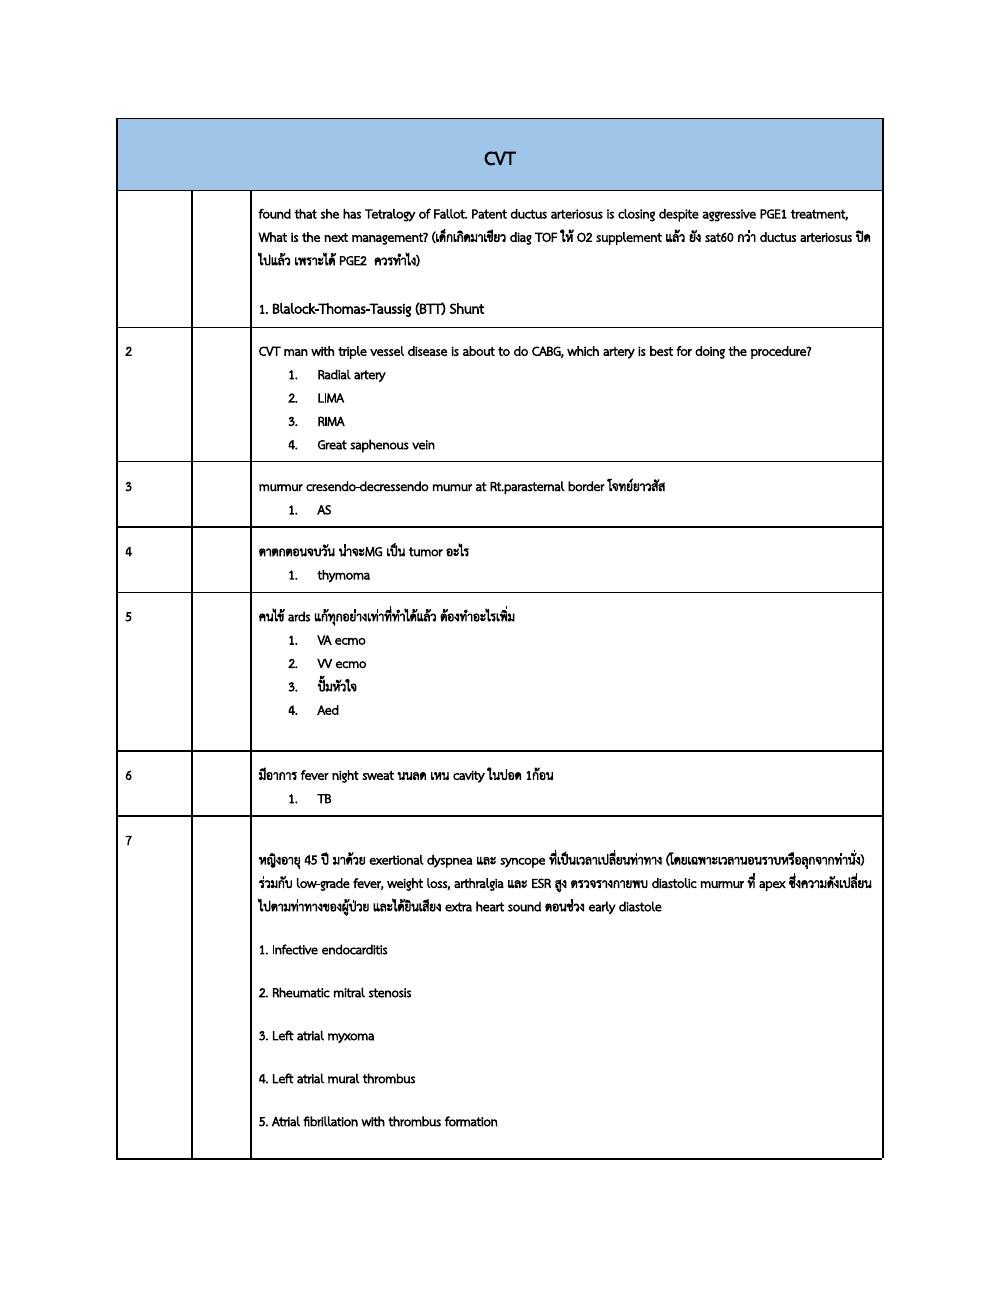 CVT
found that she has Tetralogy of Fallot. Patent ductus arteriosus is closing despite aggressive PGE1 treatment,
What is the next management? (เด็กเกิดมาเขียว diag TOF ให้ O2 supplement แล้ว ยัง sat60 กว่า ductus arteriosus ปิด
ไปแล้ว เพราะได้ PGE2 ควรทำไง)
1. Blalock-Thomas-Taussig (BTT) Shunt
2 CVT man with triple vessel disease is about to do CABG, which artery is best for doing the procedure?
1. Radial artery
2. LIMA
3. RIMA
4. Great saphenous vein
3 murmur cresendo-decressendo mumur at Rt.parasternal border โจทย์ยาวสัส
1. AS
4 ตาตกตอนจบวัน น่าจะMG เป็น tumor อะไร
1. thymoma
5 คนไข้ ards แก้ทุกอย่างเท่าที่ทำได้แล้ว ต้องทำอะไรเพิ่ม
1. VA ecmo
2. VV ecmo
3. ปั้มหัวใจ
4. Aed
6 มีอาการ fever night sweat นนลด เหน cavity ในปอด 1ก้อน
1. TB
7
หญิงอายุ 45 ปี มาด้วย exertional dyspnea และ syncope ที่เป็นเวลาเปลี่ยนท่าทาง (โดยเฉพาะเวลานอนราบหรือลุกจากท่านั่ง)
ร่วมกับ low-grade fever, weight loss, arthralgia และ ESR สูง ตรวจรางกายพบ diastolic murmur ที่ apex ซึ่งความดังเปลี่ยน
ไปตามท่าทางของผู้ป่วย และได้ยินเสียง extra heart sound ตอนช่วง early diastole
1. Infective endocarditis
2. Rheumatic mitral stenosis
3. Left atrial myxoma
4. Left atrial mural thrombus
5. Atrial fibrillation with thrombus formation